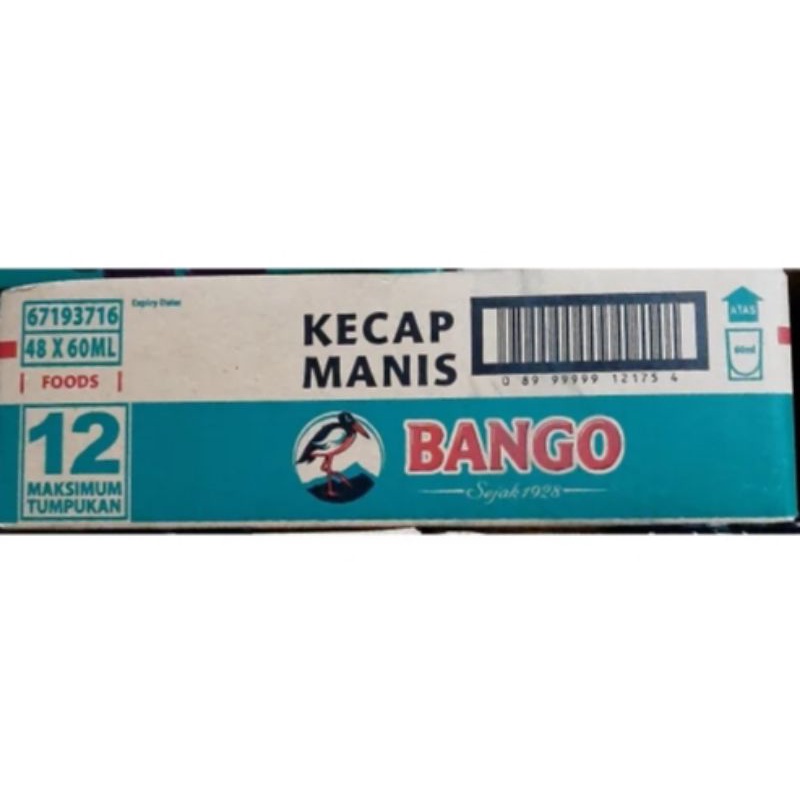 67193716
48 X 60ML
FOODS
Expiry Date:
KECAP
MANIS
0 89 99999 12175 4
ATAS
60ml
12
MAKSIMUM
TUMPUKAN
BANGO
Sejak 1928